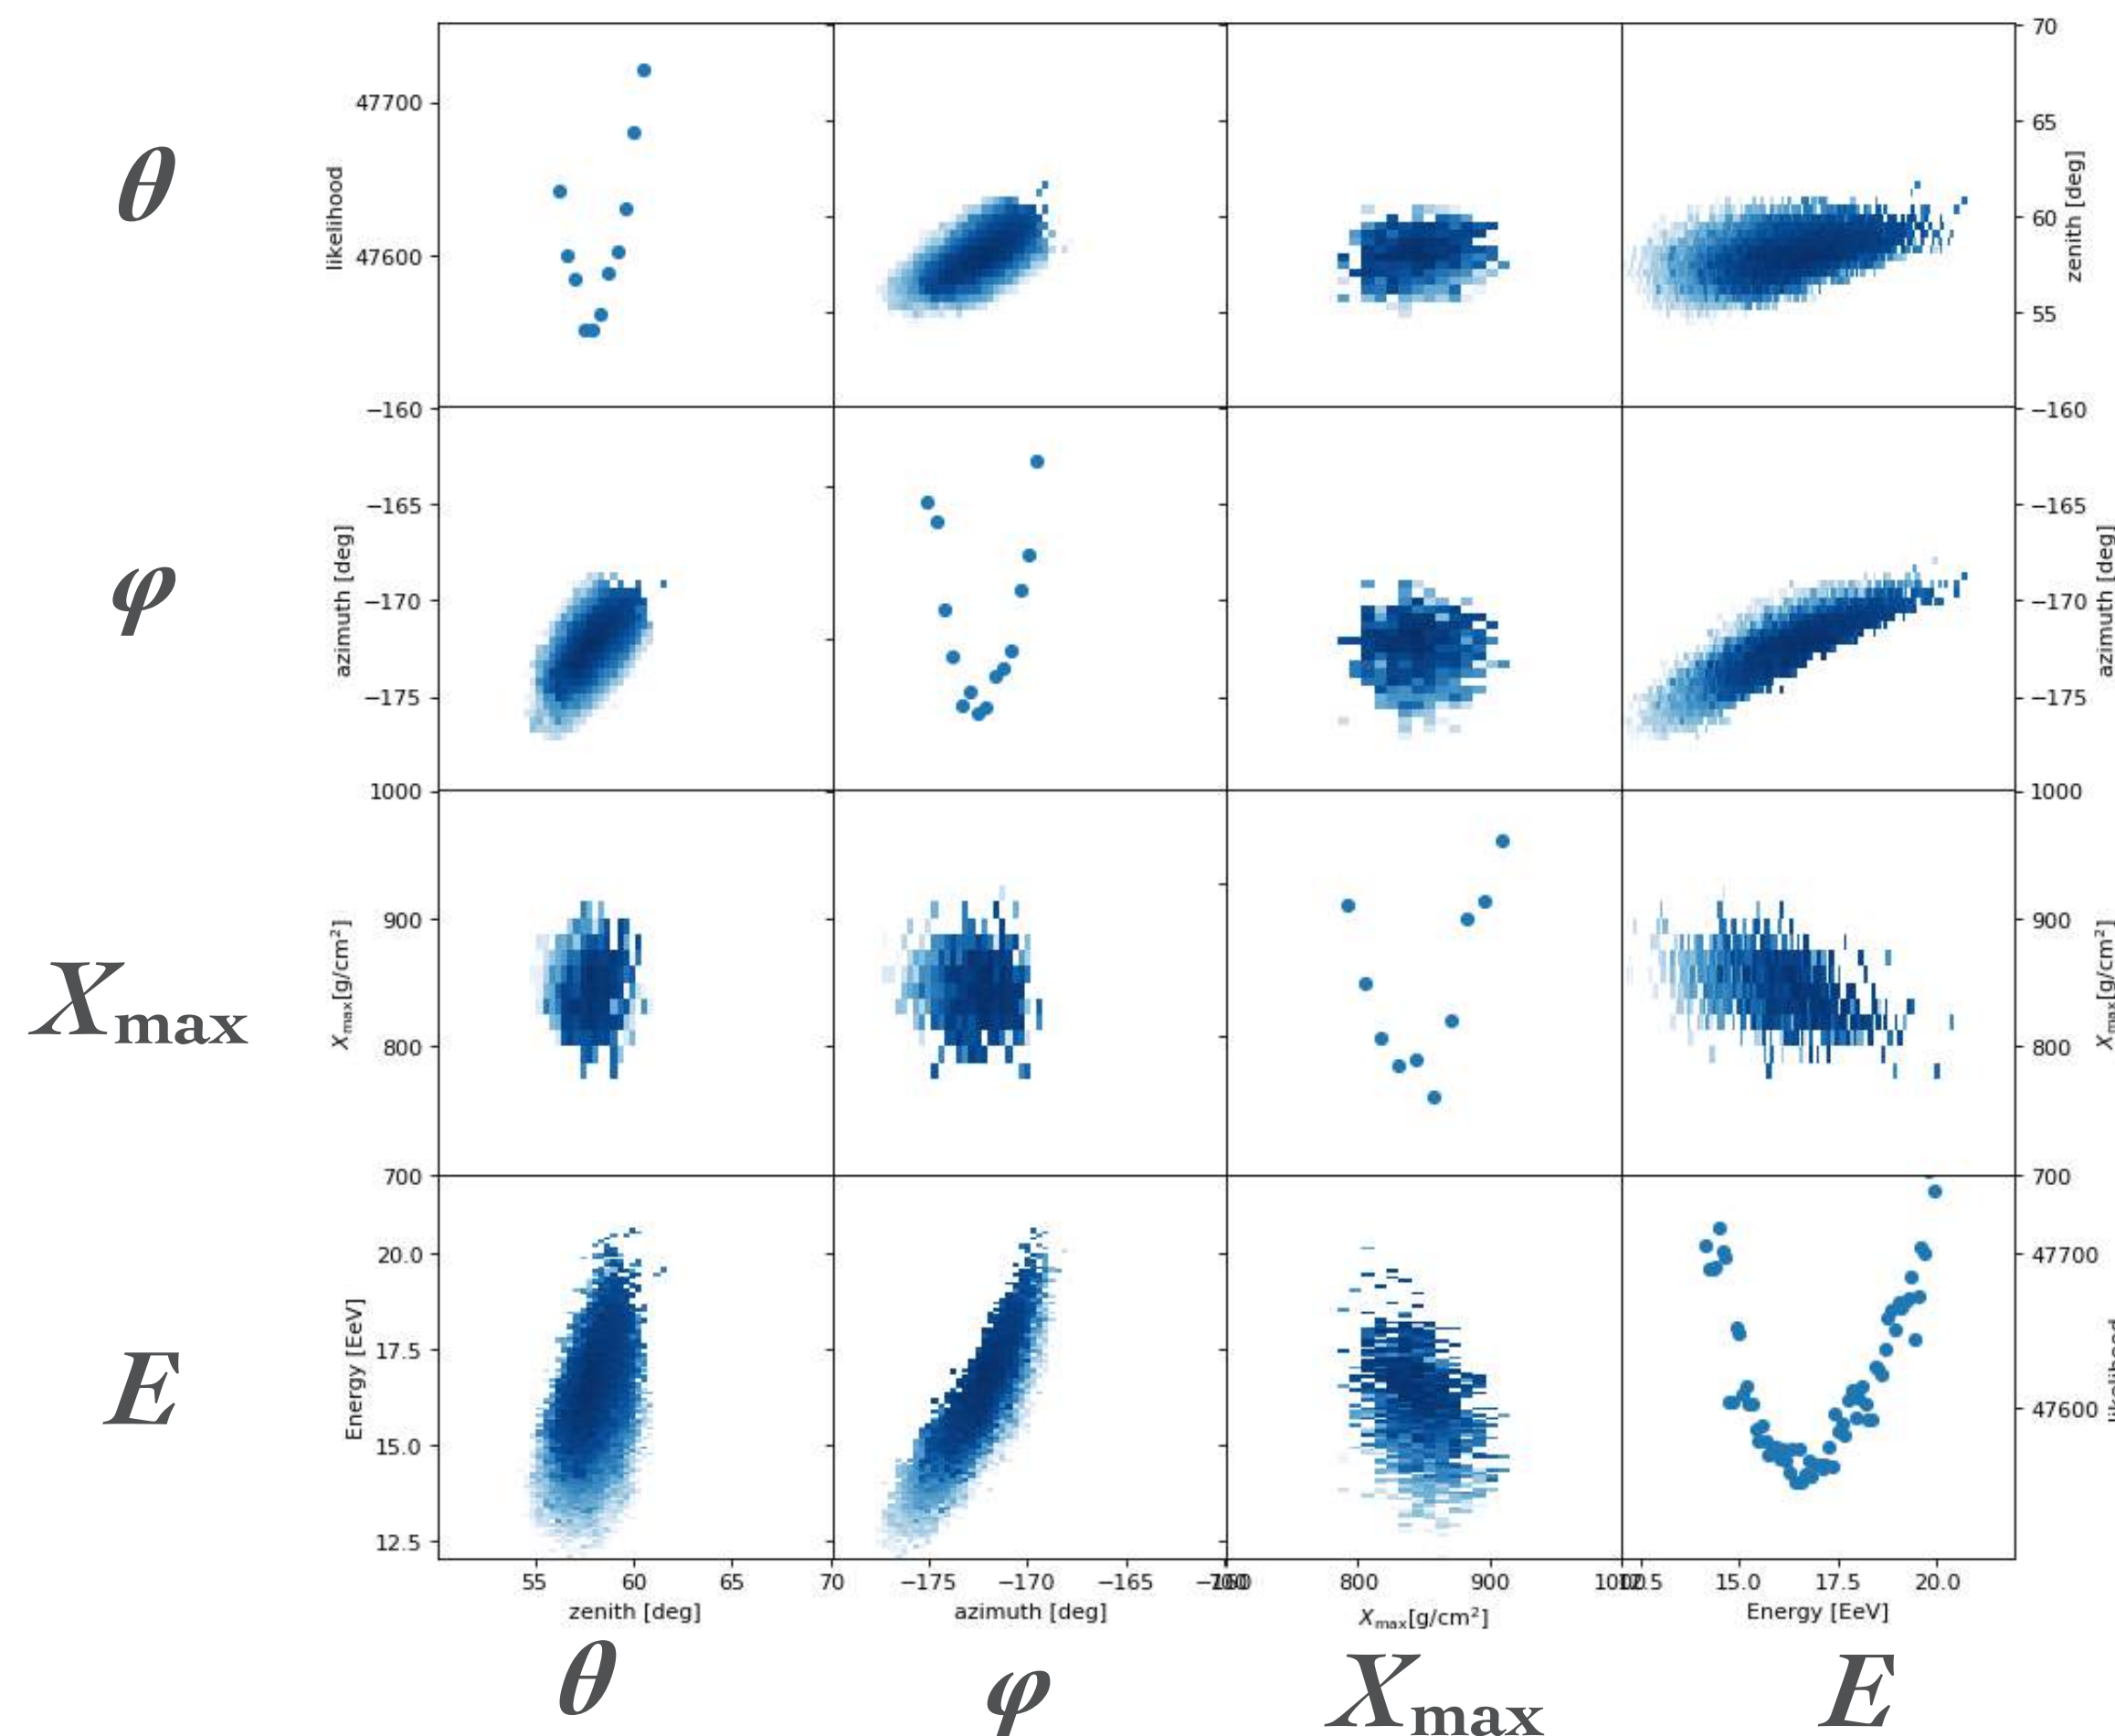 70
47700
65
θ
likelihood
60
zenith [deg]
47600
55
−160
−160
−165
−165
φ
azimuth [deg]
−170
−170
azimuth [deg]
−175
−175
1000
1000
900
900
Xmax
Xmax[g/cm²]
800
800
700
700
20.0
47700
E
Energy [EeV]
17.5
47600
15.0
12.5
55 60 65 70 −175 −170 −165 800 900 15.0 17.5 20.0
zenith [deg] azimuth [deg] Xmax[g/cm²] Energy [EeV]
θ φ Xmax E